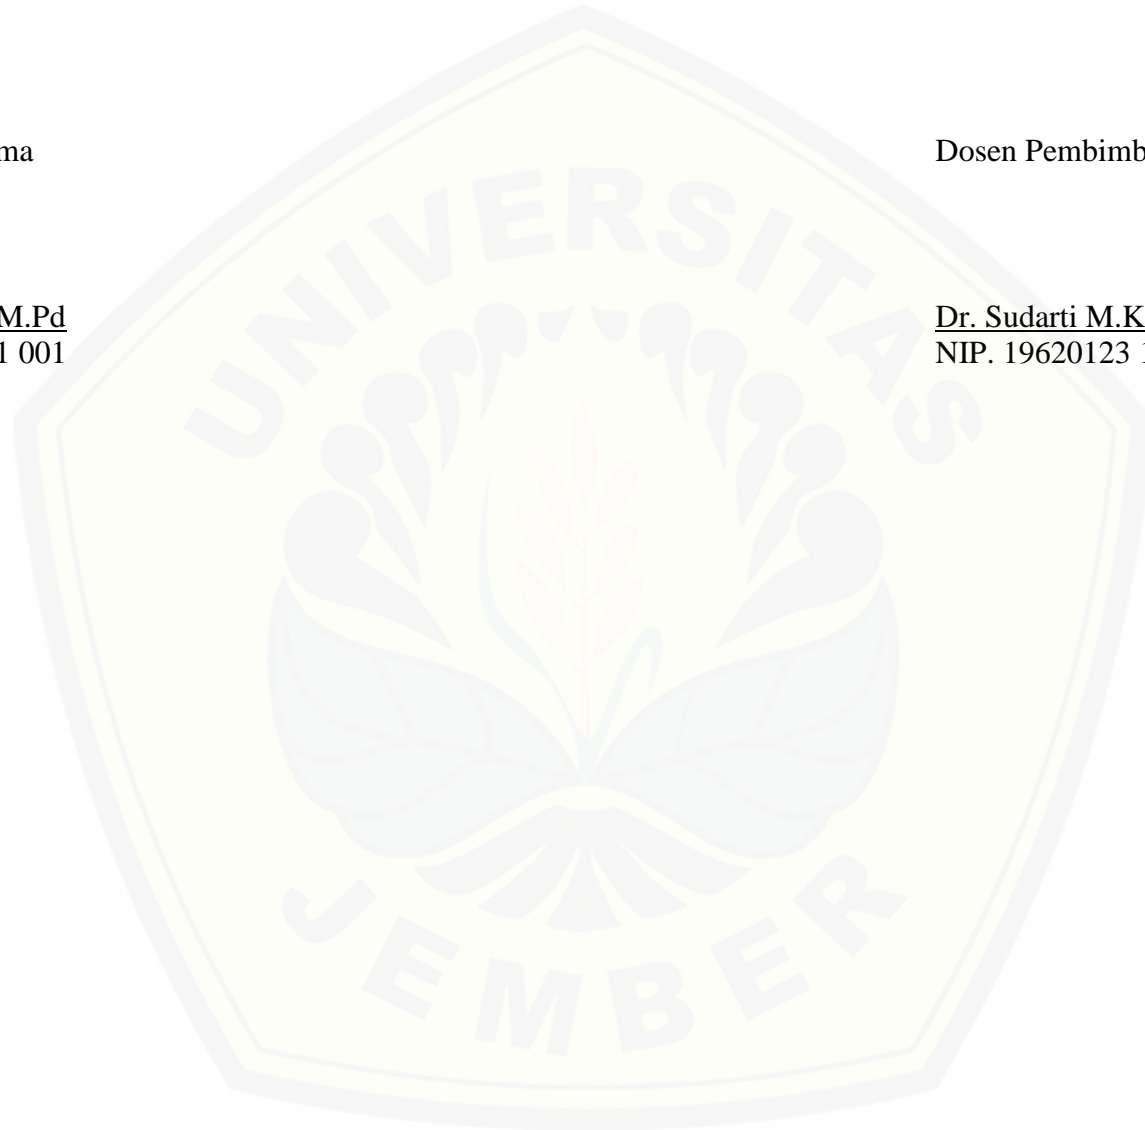 ma Dosen Pembimb
M.Pd Dr. Sudarti M.K
1 001 NIP. 19620123 1
UNIVERSITAS
JEMBER